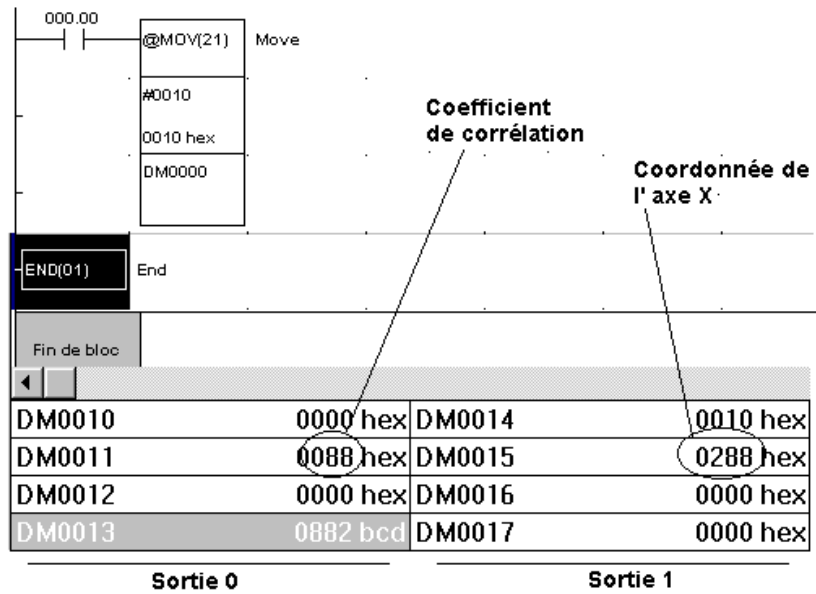 000.00
@MOV(21) Move
#0010
0010 hex
DM0000
Coefficient
de corrélation
Coordonnée de
l' axe X
END(01) End
Fin de bloc
DM0010 0000 hex DM0014 0010 hex
DM0011 0088 hex DM0015 0288 hex
DM0012 0000 hex DM0016 0000 hex
DM0013 0882 bcd DM0017 0000 hex
Sortie 0 Sortie 1